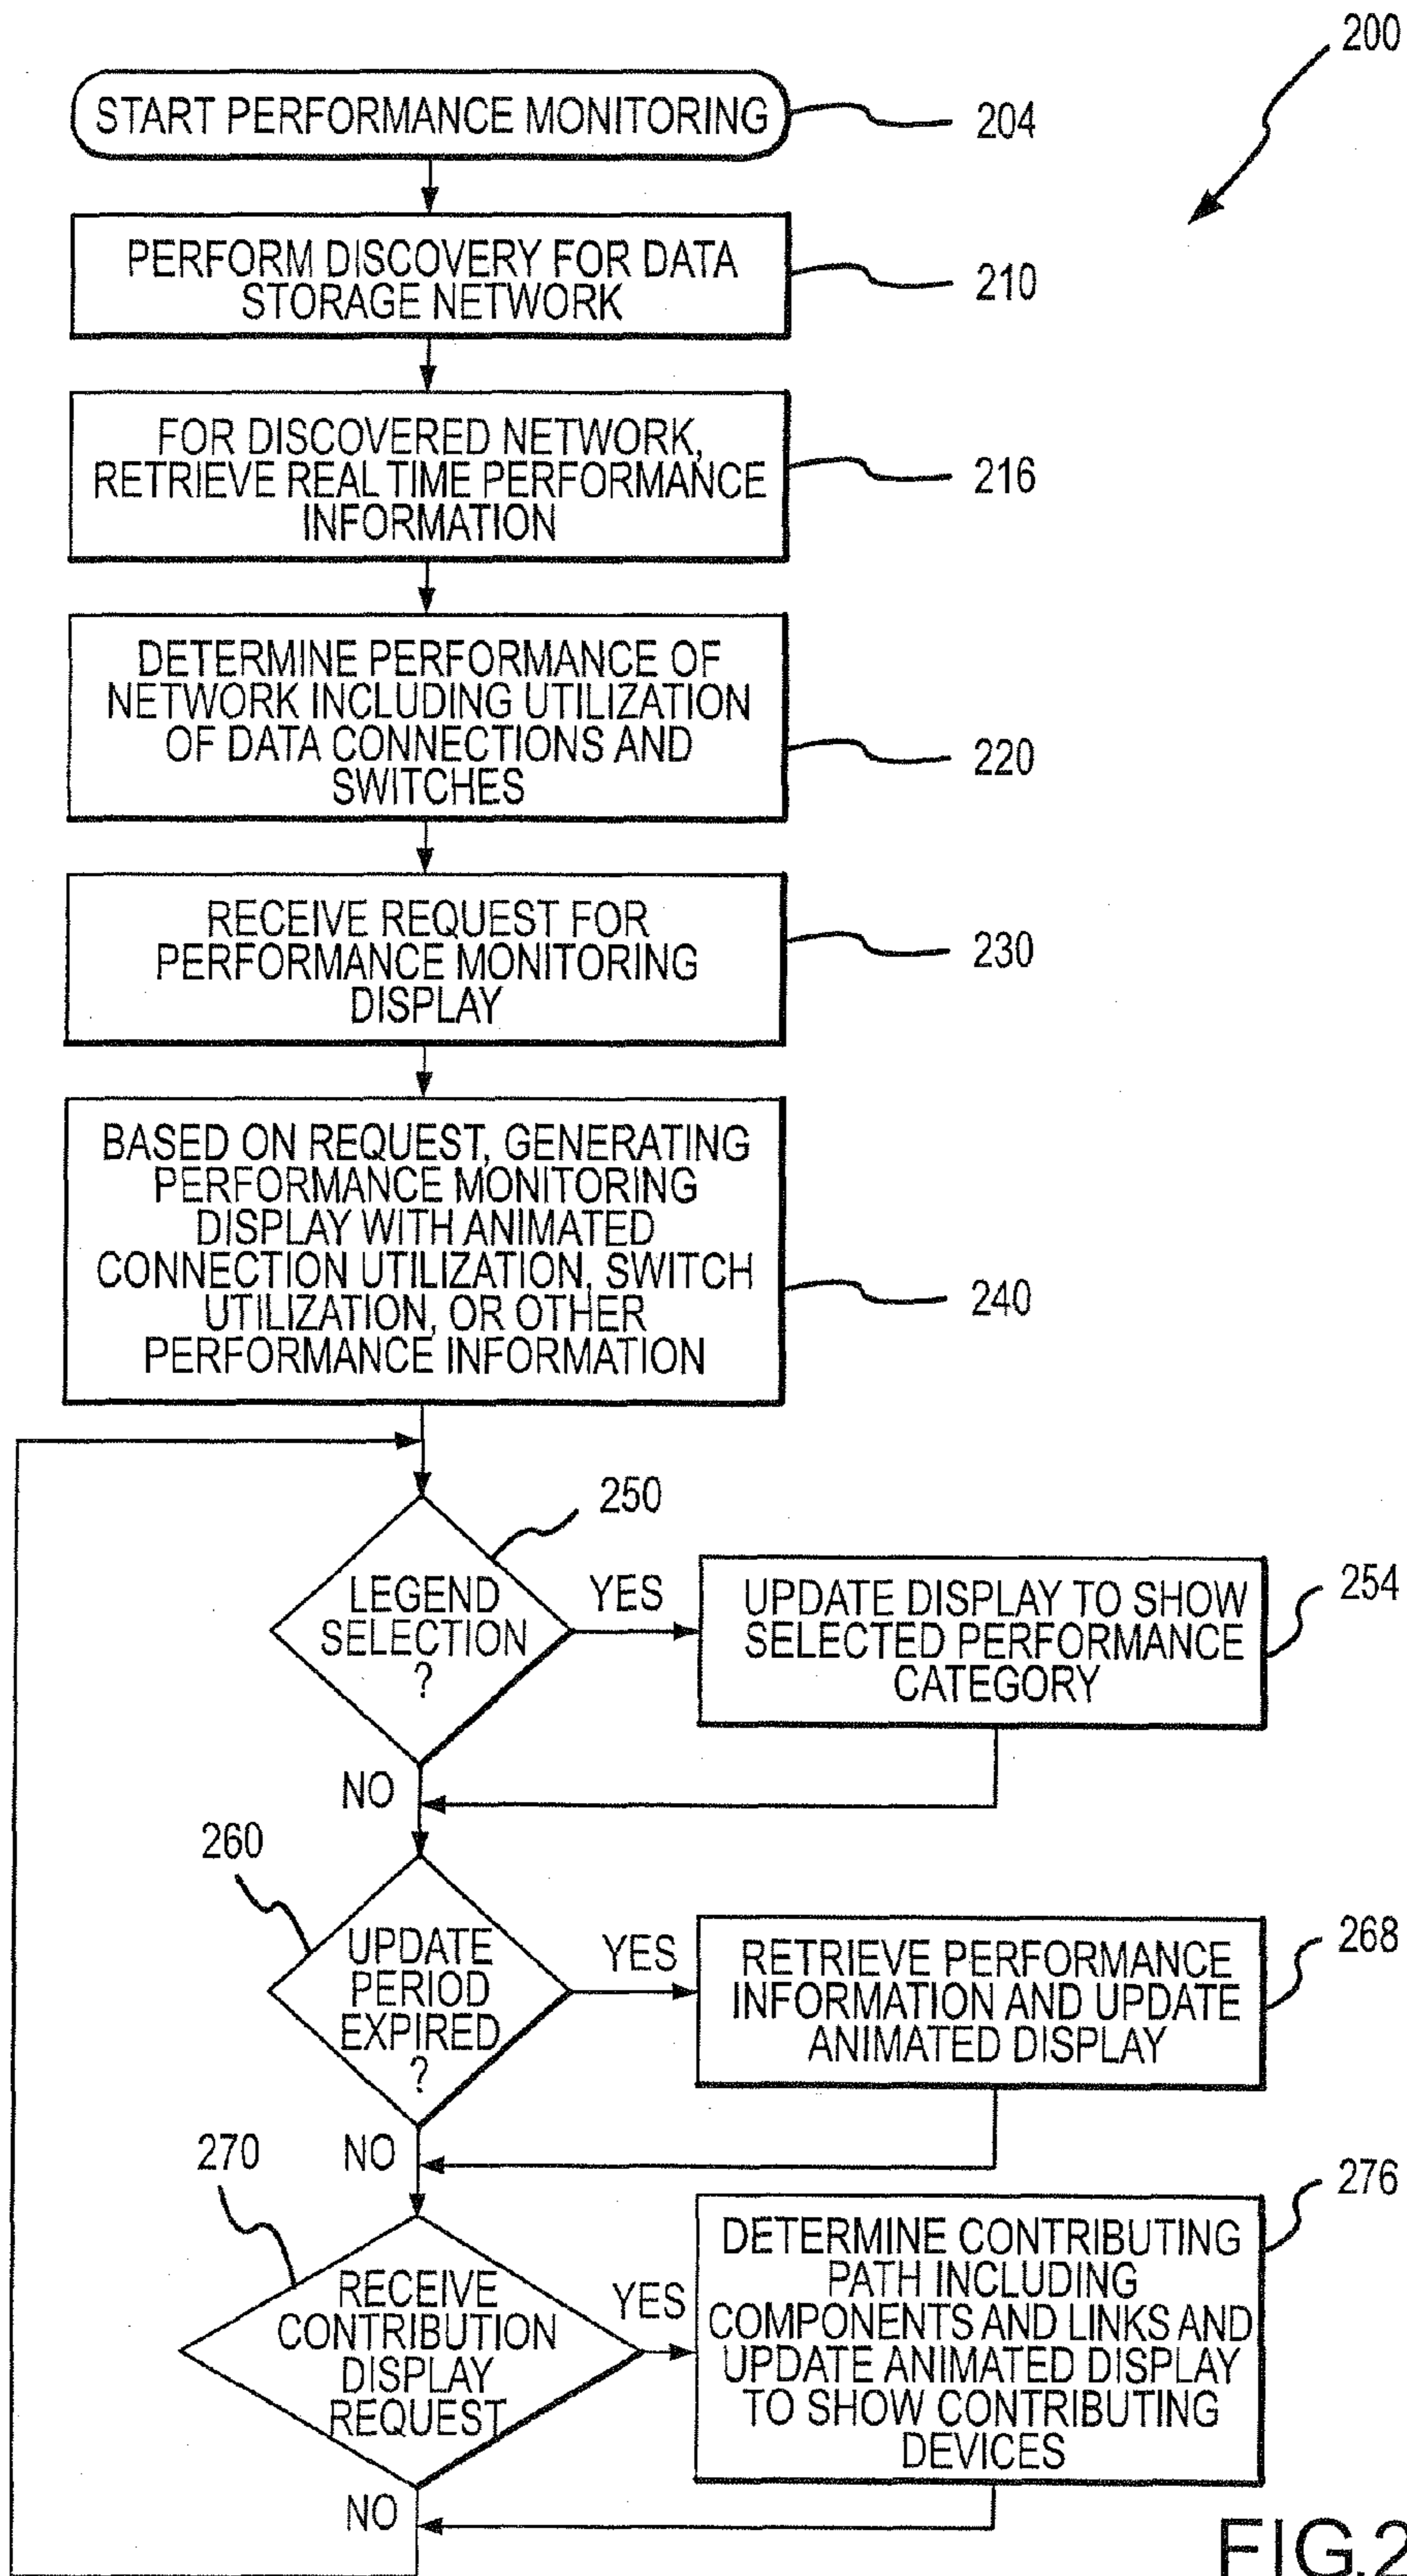 200
START PERFORMANCE MONITORING
204
PERFORM DISCOVERY FOR DATA
STORAGE NETWORK
210
FOR DISCOVERED NETWORK,
RETRIEVE REAL TIME PERFORMANCE
INFORMATION
216
DETERMINE PERFORMANCE OF
NETWORK INCLUDING UTILIZATION
OF DATA CONNECTIONS AND
SWITCHES
220
RECEIVE REQUEST FOR
PERFORMANCE MONITORING
DISPLAY
230
BASED ON REQUEST, GENERATING
PERFORMANCE MONITORING
DISPLAY WITH ANIMATED
CONNECTION UTILIZATION, SWITCH
UTILIZATION, OR OTHER
PERFORMANCE INFORMATION
240
250
LEGEND
SELECTION
?
YES
UPDATE DISPLAY TO SHOW
SELECTED PERFORMANCE
CATEGORY
254
NO
260
UPDATE
PERIOD
EXPIRED
?
YES
RETRIEVE PERFORMANCE
INFORMATION AND UPDATE
ANIMATED DISPLAY
268
NO
270
RECEIVE
CONTRIBUTION
DISPLAY
REQUEST
YES
DETERMINE CONTRIBUTING
PATH INCLUDING
COMPONENTS AND LINKS AND
UPDATE ANIMATED DISPLAY
TO SHOW CONTRIBUTING
DEVICES
276
NO
FIG.2